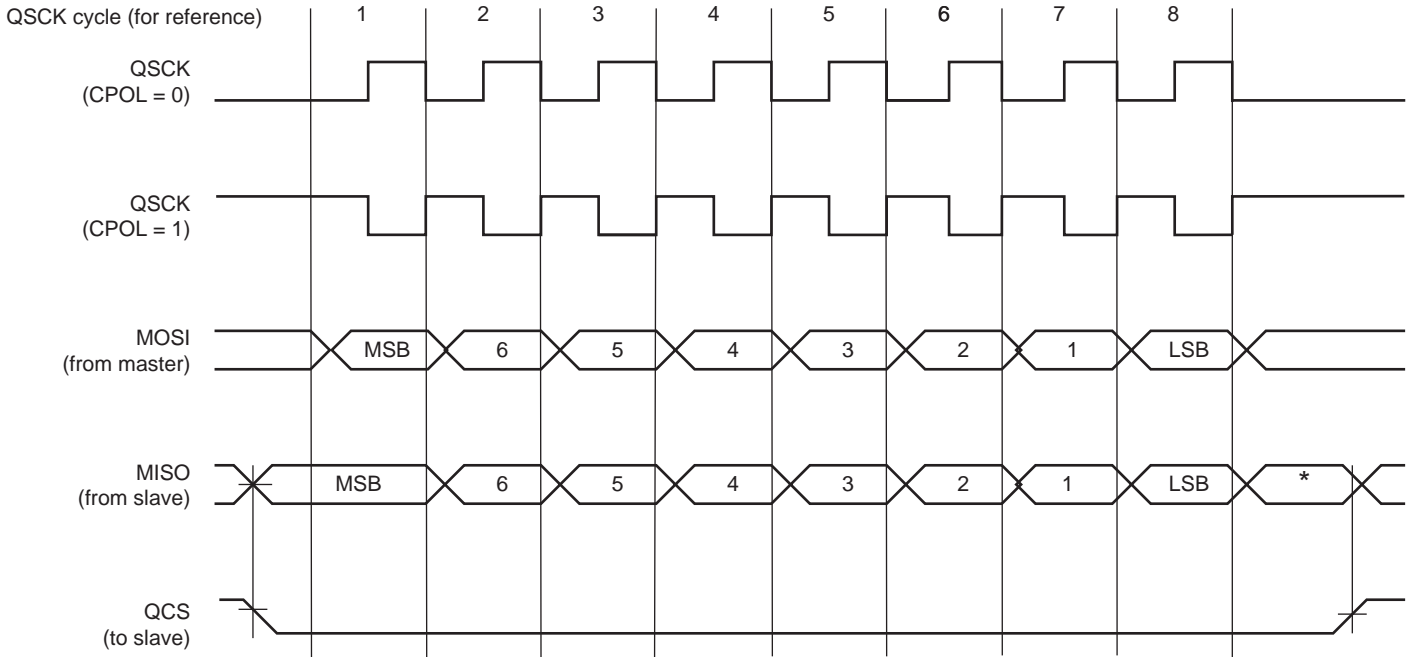 QSCK cycle (for reference) 1 2 3 4 5 6 7 8
QSCK
(CPOL = 0)
QSCK
(CPOL = 1)
MOSI
(from master)
MSB 6 5 4 3 2 1 LSB
MISO
(from slave)
MSB 6 5 4 3 2 1 LSB *
QCS
(to slave)